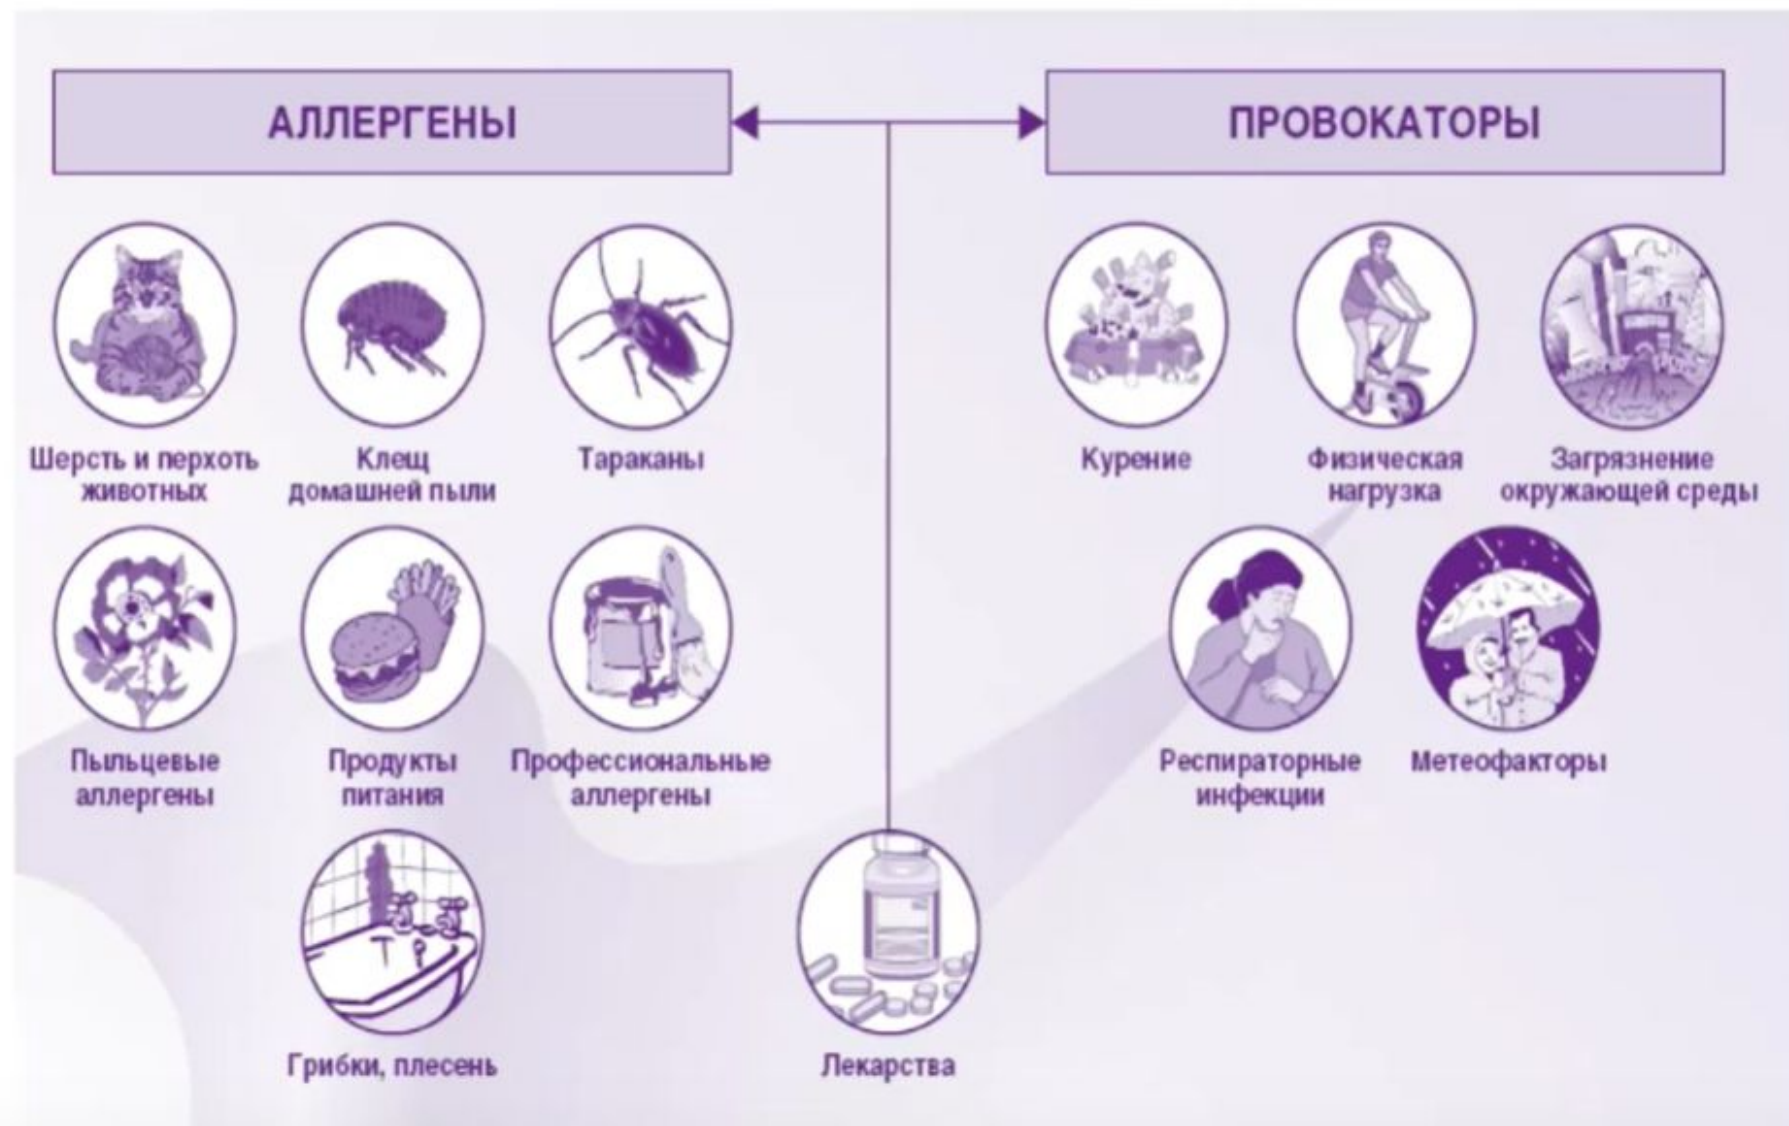 АЛЛЕРГЕНЫ
ПРОВОКАТОРЫ
Шерсть и перхоть
животных
Клещ
домашней пыли
Тараканы
Курение
Физическая
нагрузка
Загрязнение
окружающей среды
Пыльцевые
аллергены
Продукты
питания
Профессиональные
аллергены
Респираторные
инфекции
Метеофакторы
Грибки, плесень
Лекарства